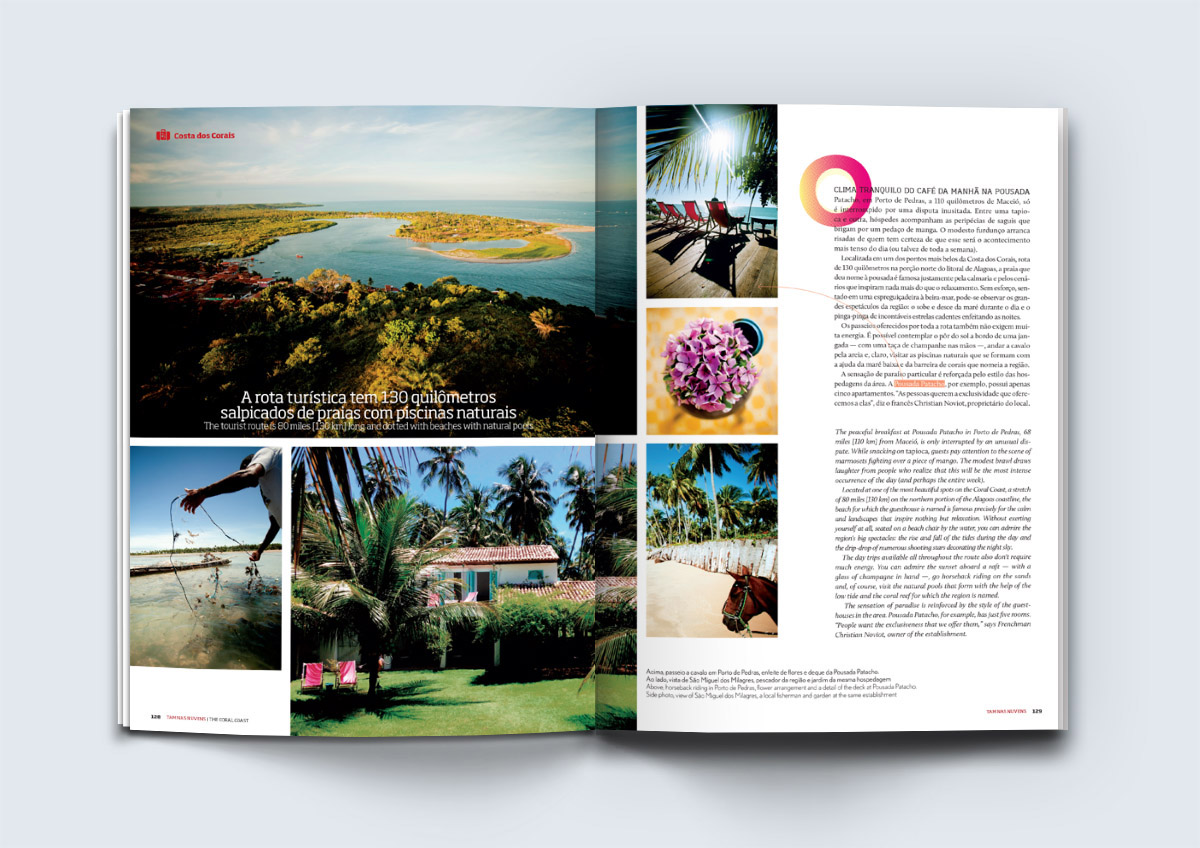 Costa dos Corais
A rota turística tem 130 quilômetros
salpicados de praias com piscinas naturais
The tourist route is 80 miles [130 km] long and dotted with beaches with natural pools
128 TAM NAS NUVENS | THE CORAL COAST
O
CLIMA TRANQUILO DO CAFÉ DA MANHÃ NA POUSADA
Patacho, em Porto de Pedras, a 110 quilômetros de Maceió, só
é interrompido por uma disputa inusitada. Entre uma tapio-
ca e outra, hóspedes acompanham as peripécias de saguis que
brigam por um pedaço de manga. O modesto furdunço arranca
risadas de quem tem certeza de que esse será o acontecimento
mais tenso do dia (ou talvez de toda a semana).
Localizada em um dos pontos mais belos da Costa dos Corais, rota
de 130 quilômetros na porção norte do litoral de Alagoas, a praia que
deu nome à pousada é famosa justamente pela calmaria e pelos cená-
rios que inspiram nada mais do que o relaxamento. Sem esforço, sen-
tado em uma espreguiçadeira à beira-mar, pode-se observar os gran-
des espetáculos da região: o sobe e desce da maré durante o dia e o
pinga-pinga de incontáveis estrelas cadentes enfeitando as noites.
Os passeios oferecidos por toda a rota também não exigem mui-
ta energia. É possível contemplar o pôr do sol a bordo de uma jan-
gada — com uma taça de champanhe nas mãos —, andar a cavalo
pela areia e, claro, visitar as piscinas naturais que se formam com
a ajuda da maré baixa e da barreira de corais que nomeia a região.
A sensação de paraíso particular é reforçada pelo estilo das hos-
pedagens da área. A Pousada Patacho, por exemplo, possui apenas
cinco apartamentos. "As pessoas querem a exclusividade que ofere-
cemos a elas", diz o francês Christian Noviot, proprietário do local.
The peaceful breakfast at Pousada Patacho in Porto de Pedras, 68
miles [110 km] from Maceió, is only interrupted by an unusual dis-
pute. While snacking on tapioca, guests pay attention to the scene of
marmosets fighting over a piece of mango. The modest brawl draws
laughter from people who realize that this will be the most intense
occurrence of the day (and perhaps the entire week).
Located at one of the most beautiful spots on the Coral Coast, a stretch
of 80 miles [130 km] on the northern portion of the Alagoas coastline, the
beach for which the guesthouse is named is famous precisely for the calm
and landscapes that inspire nothing but relaxation. Without exerting
yourself at all, seated on a beach chair by the water, you can admire the
region's big spectacles: the rise and fall of the tides during the day and
the drip-drop of numerous shooting stars decorating the night sky.
The day trips available all throughout the route also don't require
much energy. You can admire the sunset aboard a raft — with a
glass of champagne in hand —, go horseback riding on the sands
and, of course, visit the natural pools that form with the help of the
low tide and the coral reef for which the region is named.
The sensation of paradise is reinforced by the style of the guest-
houses in the area. Pousada Patacho, for example, has just five rooms.
"People want the exclusiveness that we offer them," says Frenchman
Christian Noviot, owner of the establishment.
Acima, passeio a cavalo em Porto de Pedras, enfeite de flores e deque da Pousada Patacho.
Ao lado, vista de São Miguel dos Milagres, pescador da região e jardim da mesma hospedagem
Above, horseback riding in Porto de Pedras, flower arrangement and a detail of the deck at Pousada Patacho.
Side photo, view of São Miguel dos Milagres, a local fisherman and garden at the same establishment
TAM NAS NUVENS 129